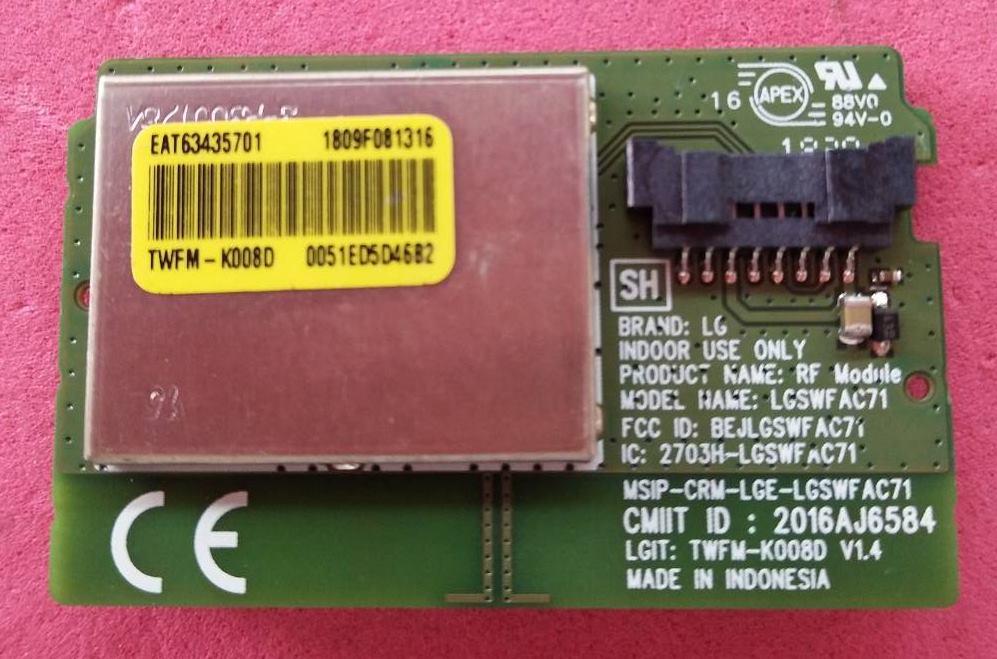 16 APEX
88V0
94V-0
EAT63435701 1809F081316
TWFM-K008D 0051ED5D46B2
SH
BRAND: LG
INDOOR USE ONLY
PRODUCT NAME: RF Module
MODEL NAME: LGSWFAC71
FCC ID: BEJLGSWFAC71
IC: 2703H-LGSWFAC71
MSIP-CRM-LGE-LGSWFAC71
CMIIT ID : 2016AJ6584
LGIT: TWFM-K008D V1.4
MADE IN INDONESIA
CE